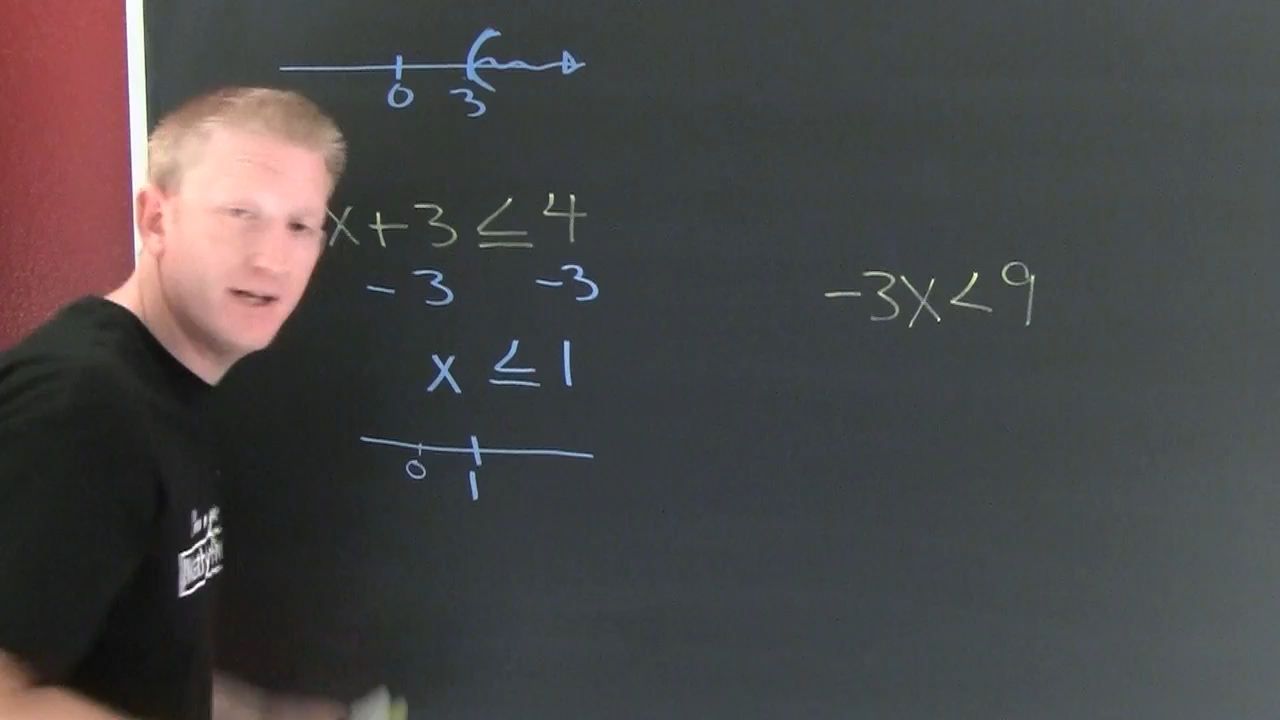 0 3
x + 3 ≤ 4
- 3 -3
x ≤ 1
0 1
-3x < 9